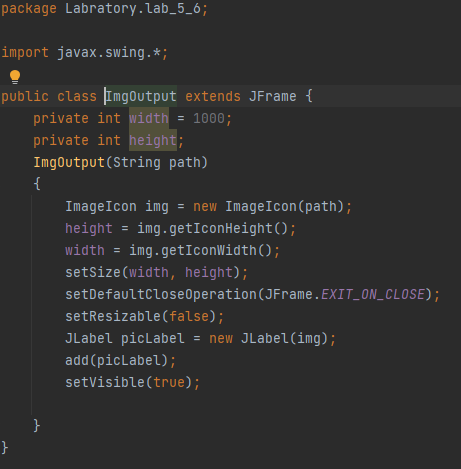 package Labratory.lab_5_6;
import javax.swing.*;
public class ImgOutput extends JFrame {
    private int width = 1000;
    private int height;
    ImgOutput(String path)
    {
        ImageIcon img = new ImageIcon(path);
        height = img.getIconHeight();
        width = img.getIconWidth();
        setSize(width, height);
        setDefaultCloseOperation(JFrame.EXIT_ON_CLOSE);
        setResizable(false);
        JLabel picLabel = new JLabel(img);
        add(picLabel);
        setVisible(true);
    }
}